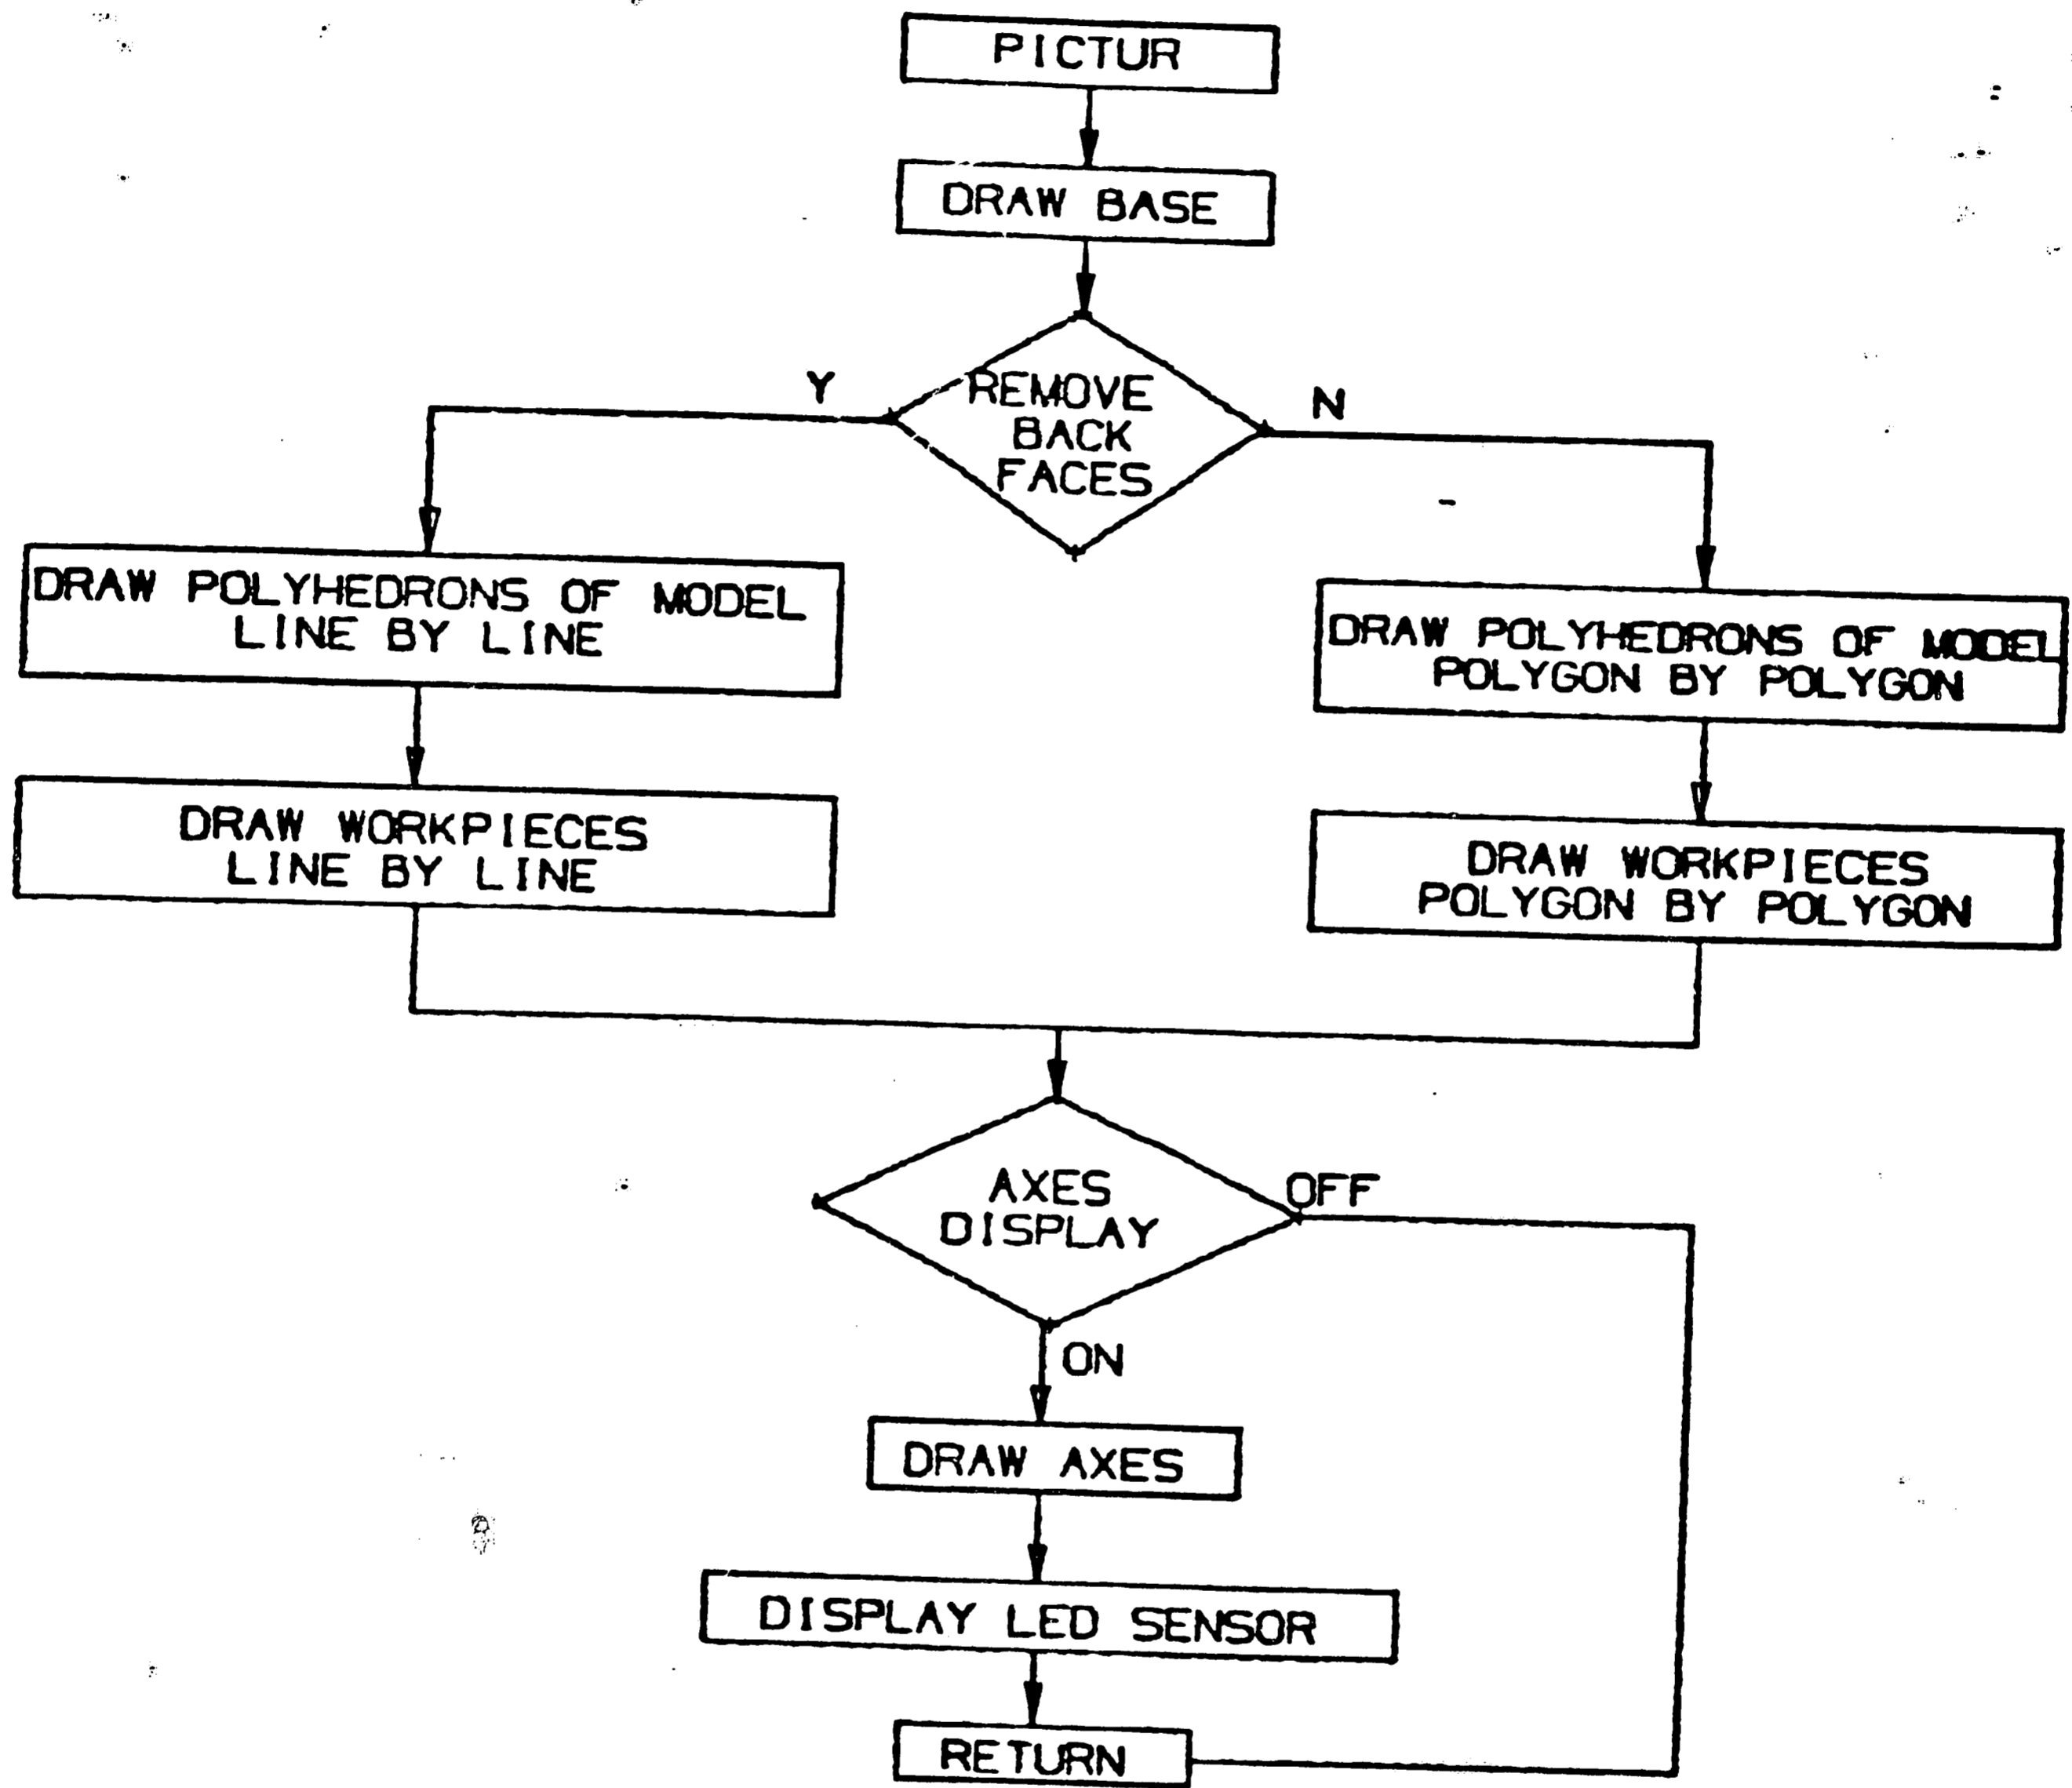 PICTUR
DRAW BASE
Y
REMOVE
BACK
FACES
N
DRAW POLYHEDRONS OF MODEL
LINE BY LINE
DRAW POLYHEDRONS OF MODEL
POLYGON BY POLYGON
DRAW WORKPIECES
LINE BY LINE
DRAW WORKPIECES
POLYGON BY POLYGON
AXES
DISPLAY
OFF
ON
DRAW AXES
DISPLAY LED SENSOR
RETURN